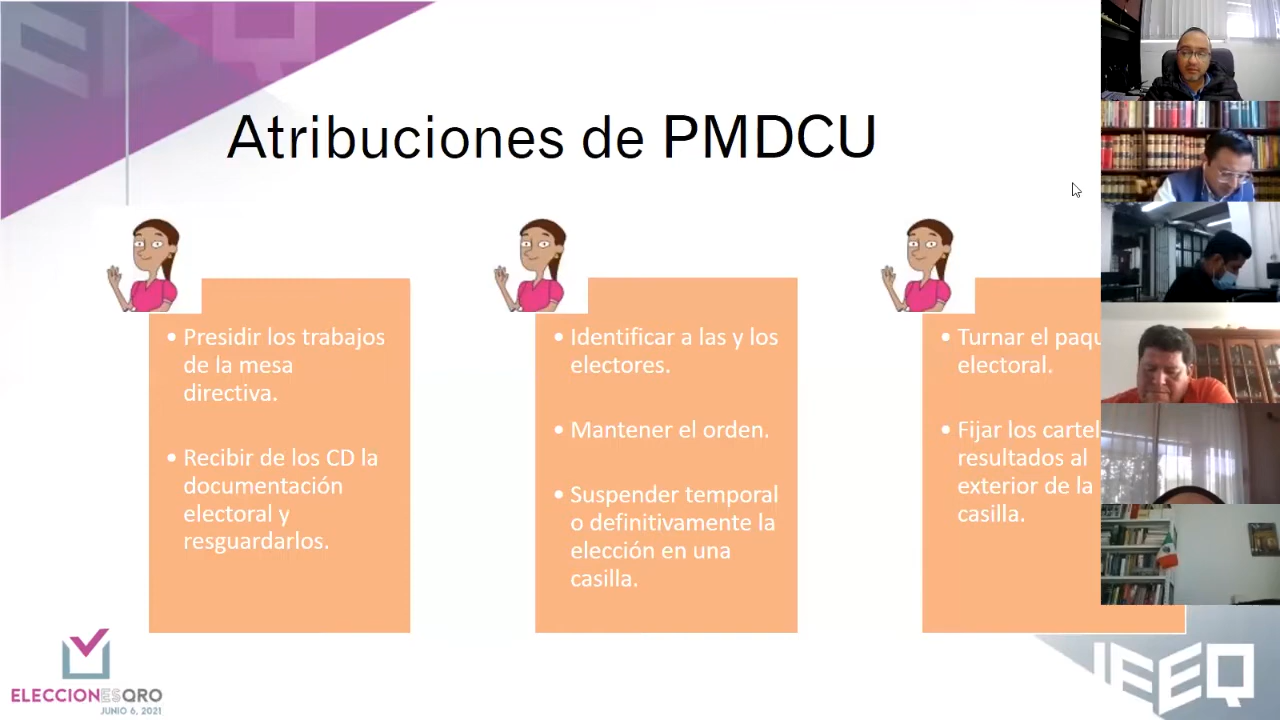 Atribuciones de PMDCU
• Presidir los trabajos
de la mesa
directiva.
• Recibir de los CD la
documentación
electoral y
resguardarlos.
• Identificar a las y los
electores.
• Mantener el orden.
• Suspender temporal
o definitivamente la
elección en una
casilla.
• Turnar el paqu
electoral.
• Fijar los cartel
resultados al
exterior de la
casilla.
ELECCIONESQRO
JUNIO 6, 2021
IEEQ